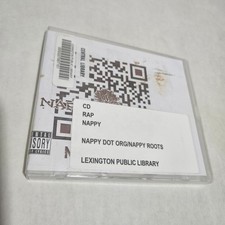 CD
RAP
NAPPY
NAPPY DOT ORG/NAPPY ROOTS
LEXINGTON PUBLIC LIBRARY